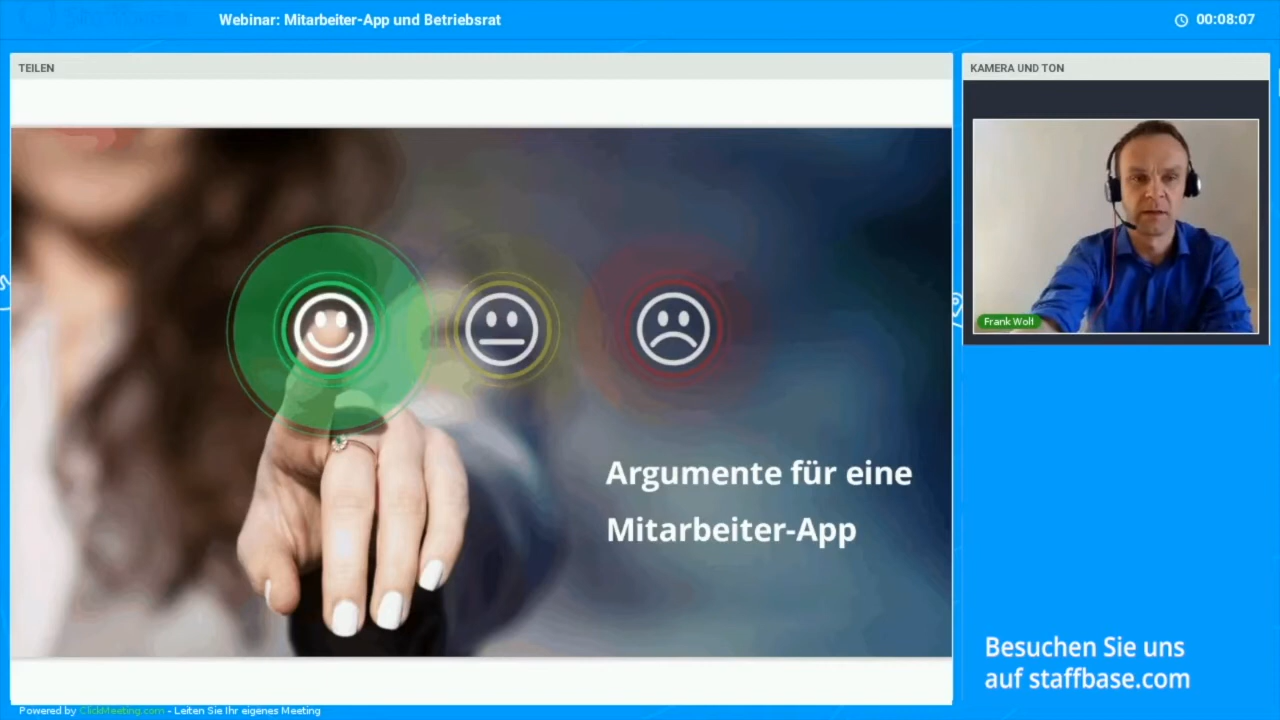 Webinar: Mitarbeiter-App und Betriebsrat
00:08:07
TEILEN
KAMERA UND TON
Frank Wolf
Argumente für eine
Mitarbeiter-App
Besuchen Sie uns
auf staffbase.com
Powered by ClickMeeting.com - Leiten Sie Ihr eigenes Meeting